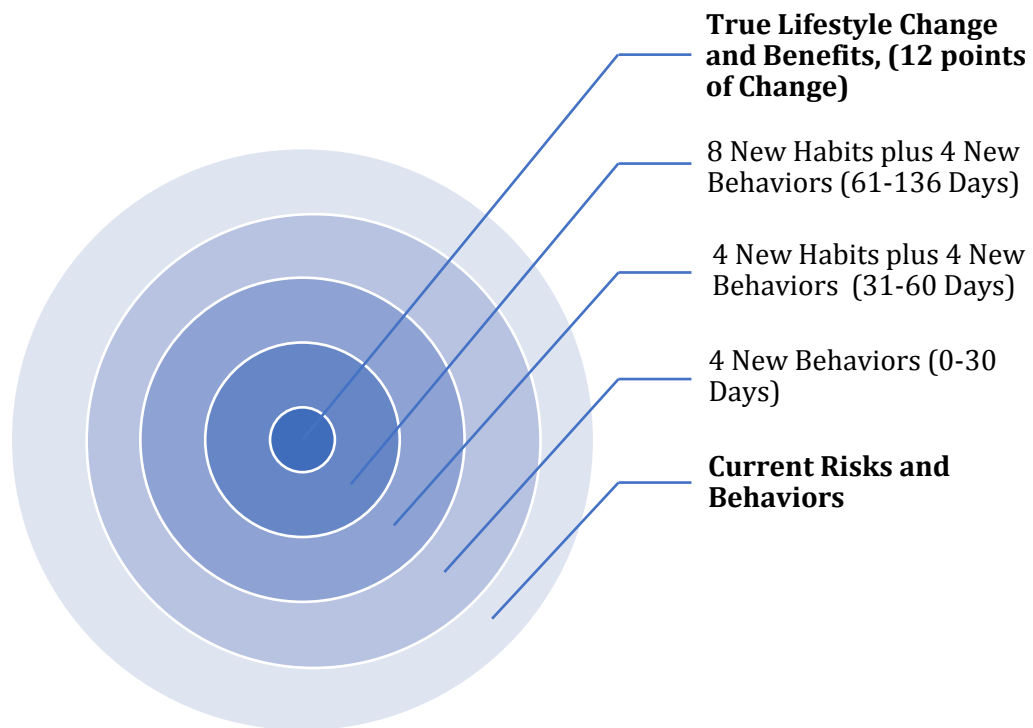 True Lifestyle Change
and Benefits, (12 points
of Change)
8 New Habits plus 4 New
Behaviors (61-136 Days)
4 New Habits plus 4 New
Behaviors  (31-60 Days)
4 New Behaviors (0-30
Days)
Current Risks and
Behaviors